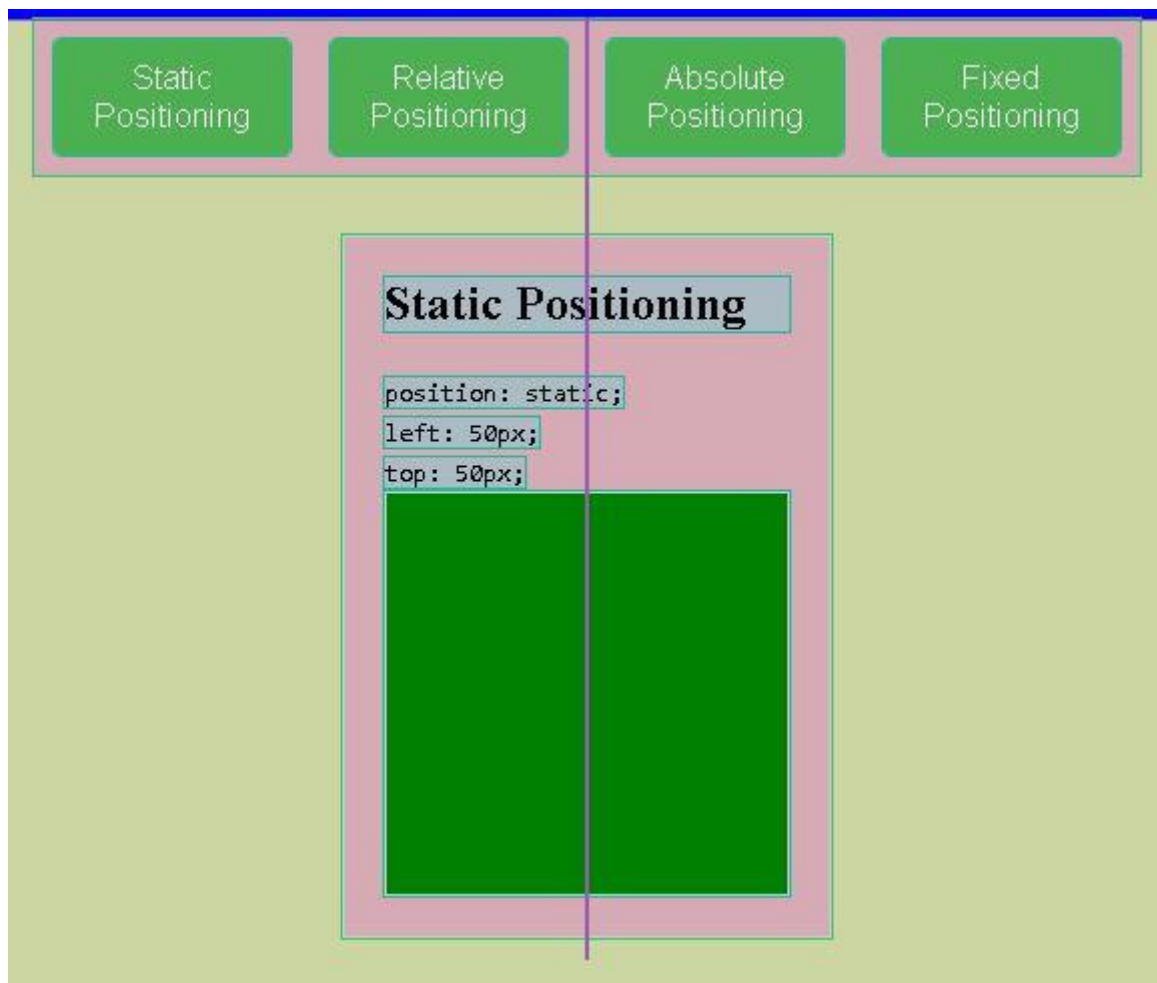 Static
Positioning
Relative
Positioning
Absolute
Positioning
Fixed
Positioning
Static Positioning
position: static;
left: 50px;
top: 50px;